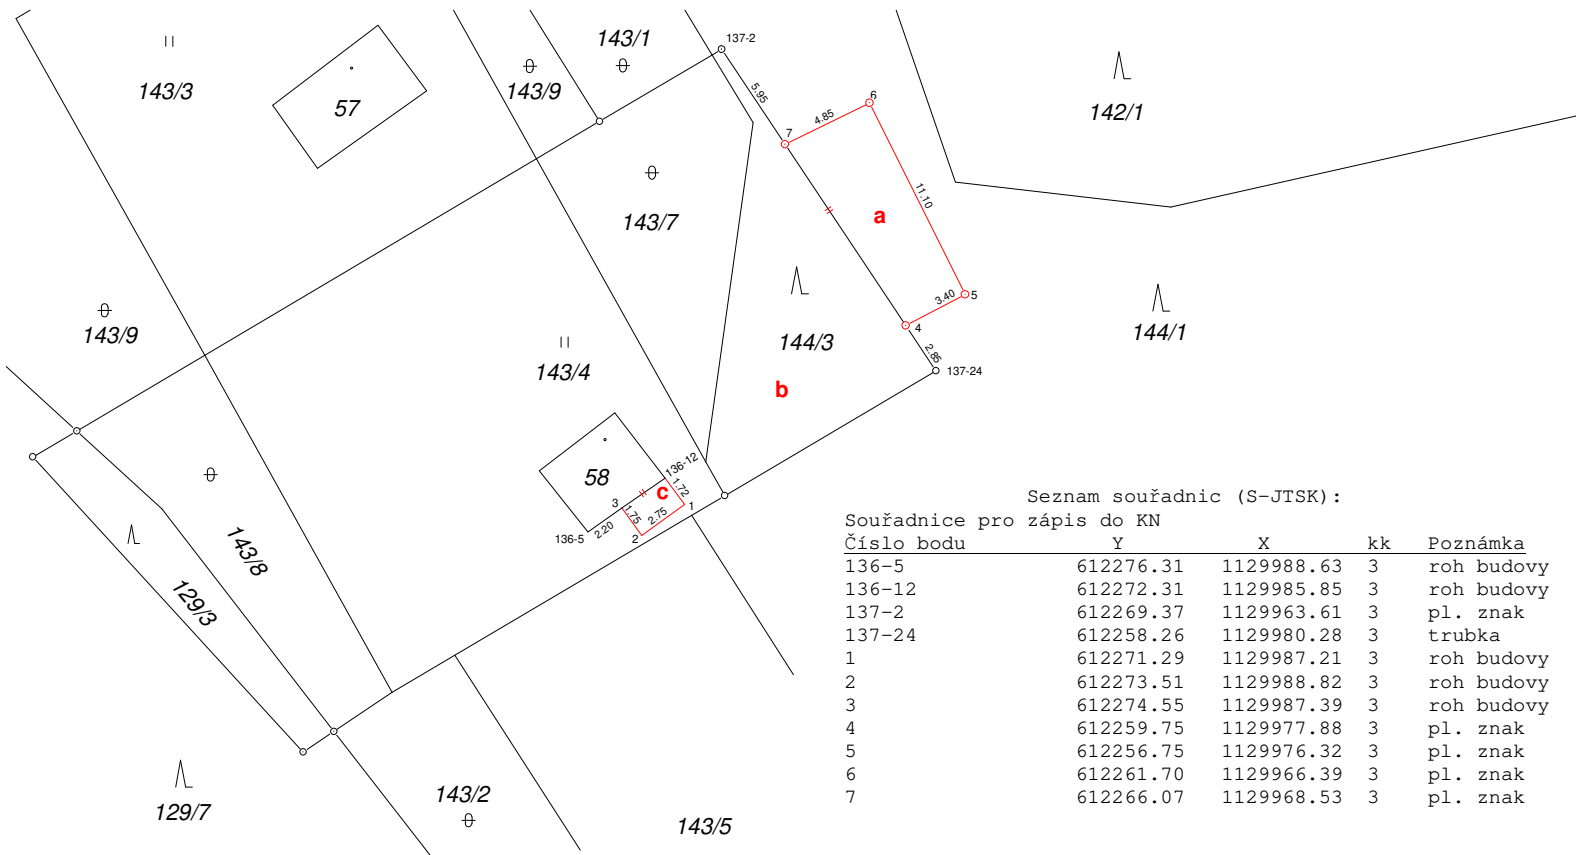 143/3
57
143/9
143/1
137-2
5.95
7
4.85
6
142/1
143/7
a
11.10
144/3
b
3.40
5
4
2.85
137-24
144/1
143/9
143/4
58
136-12
c
1.72
1
3
1.75
2.75
2
2.20
136-5
143/8
129/3
129/7
143/2
143/5
Seznam souřadnic (S-JTSK):
Souřadnice pro zápis do KN
Číslo bodu Y X kk Poznámka
136-5 612276.31 1129988.63 3 roh budovy
136-12 612272.31 1129985.85 3 roh budovy
137-2 612269.37 1129963.61 3 pl. znak
137-24 612258.26 1129980.28 3 trubka
1 612271.29 1129987.21 3 roh budovy
2 612273.51 1129988.82 3 roh budovy
3 612274.55 1129987.39 3 roh budovy
4 612259.75 1129977.88 3 pl. znak
5 612256.75 1129976.32 3 pl. znak
6 612261.70 1129966.39 3 pl. znak
7 612266.07 1129968.53 3 pl. znak